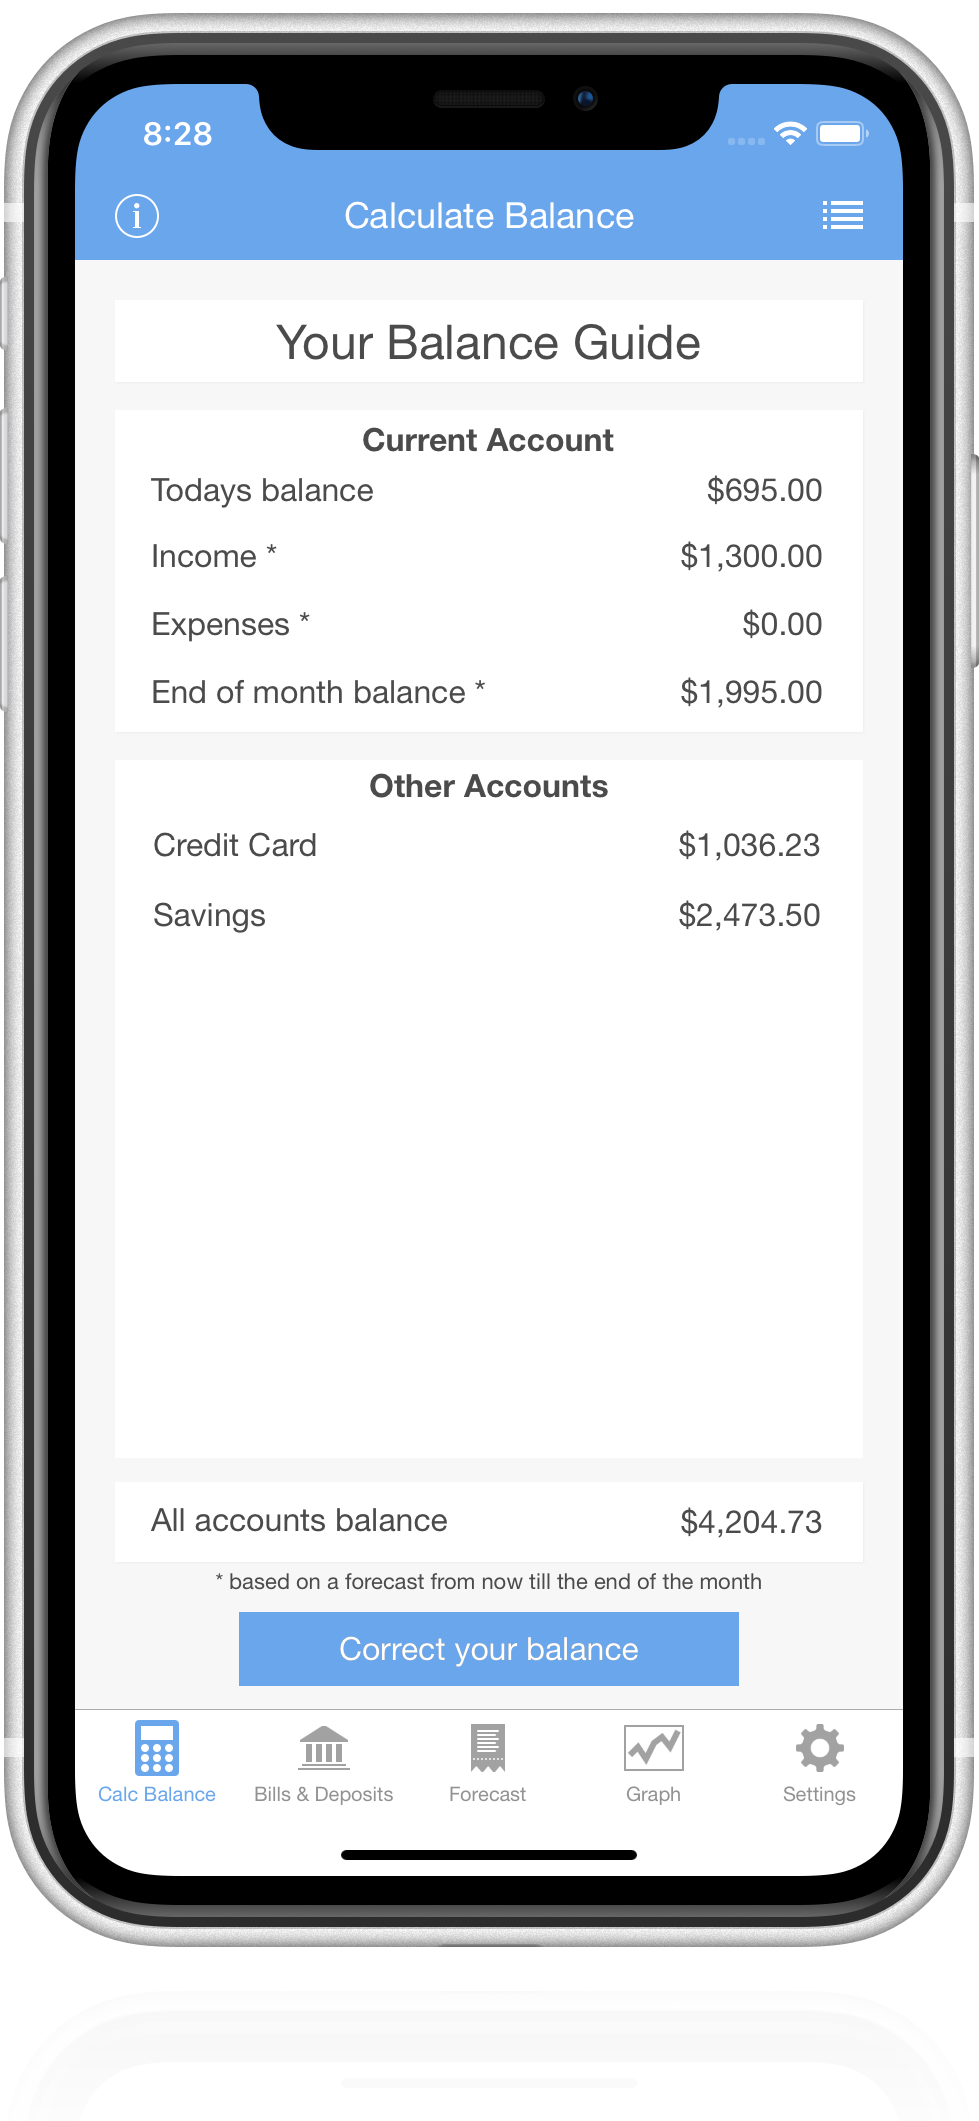 8:28
Calculate Balance
Your Balance Guide
Current Account
Todays balance $695.00
Income * $1,300.00
Expenses * $0.00
End of month balance * $1,995.00
Other Accounts
Credit Card $1,036.23
Savings $2,473.50
All accounts balance $4,204.73
* based on a forecast from now till the end of the month
Correct your balance
Calc Balance Bills & Deposits Forecast Graph Settings